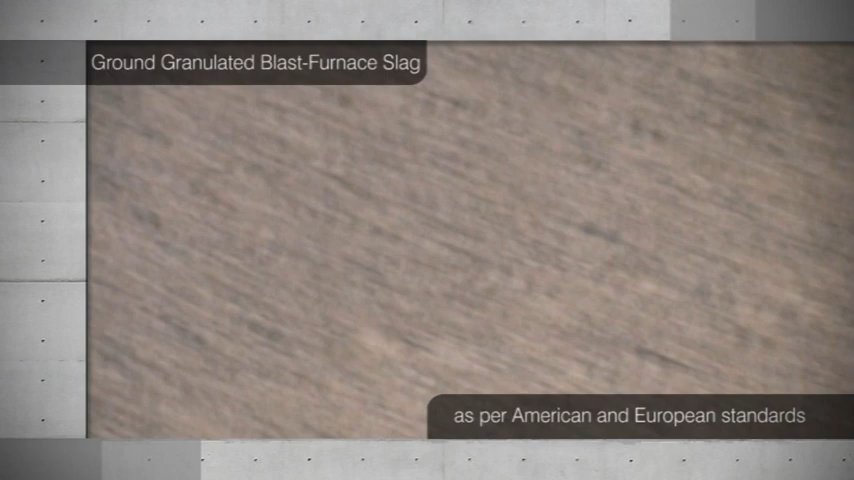 Ground Granulated Blast-Furnace Slag
as per American and European standards